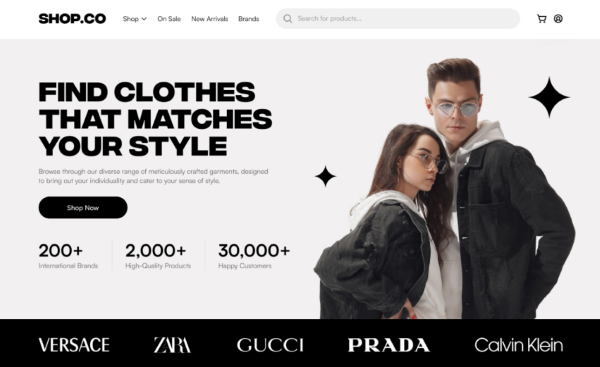 SHOP.CO
Shop
On Sale
New Arrivals
Brands
Search for products...
FIND CLOTHES
THAT MATCHES
YOUR STYLE
Browse through our diverse range of meticulously crafted garments, designed
to bring out your individuality and cater to your sense of style.
Shop Now
200+
2,000+
30,000+
International Brands
High-Quality Products
Happy Customers
VERSACE
ZARA
GUCCI
PRADA
Calvin Klein